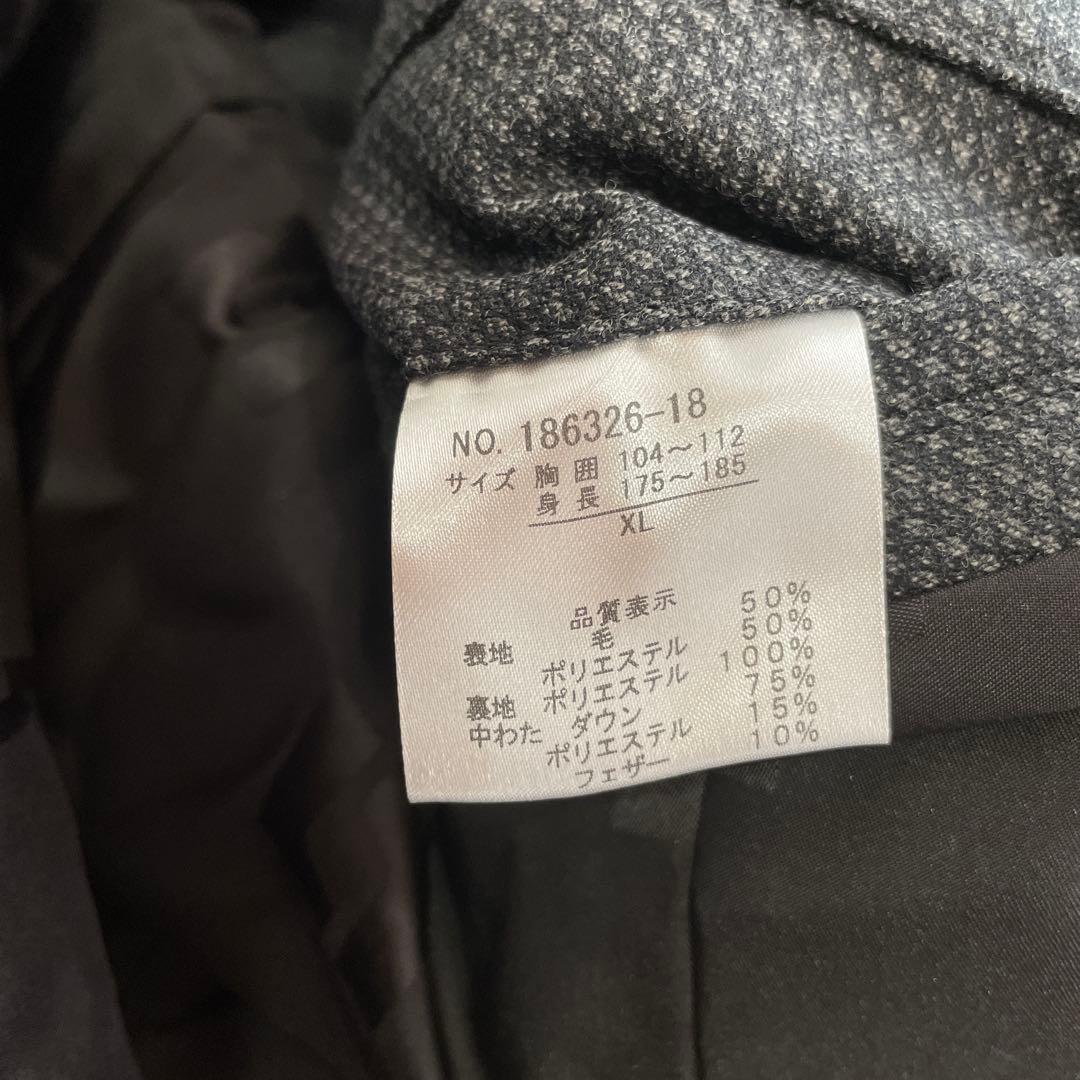 NO. 186326-18
サイズ 胸囲 104～112
身長 175～185
XL
品質表示
表地 毛 50%
ポリエステル 50%
裏地 ポリエステル 100%
中わた ダウン 75%
ポリエステル 15%
フェザー 10%